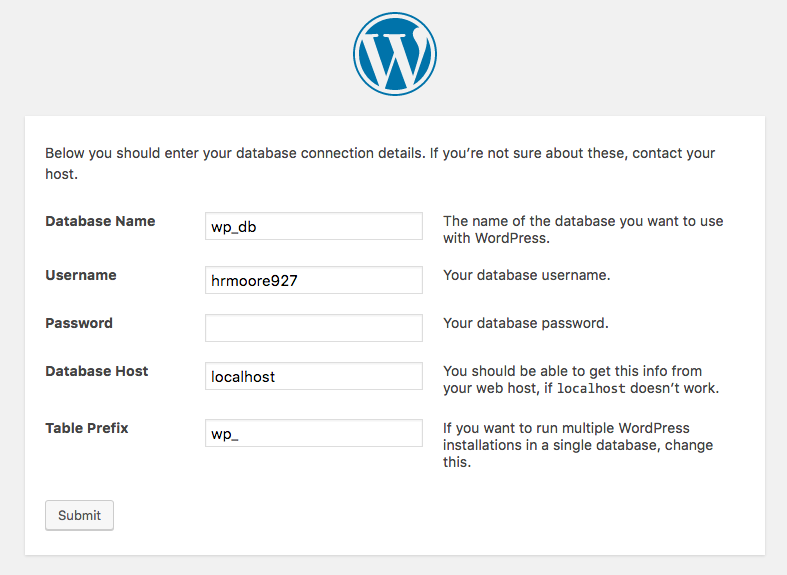 Below you should enter your database connection details. If you’re not sure about these, contact your
host.
Database Name
wp_db
The name of the database you want to use
with WordPress.
Username
hrmoore927
Your database username.
Password
Your database password.
Database Host
localhost
You should be able to get this info from
your web host, if localhost doesn’t work.
Table Prefix
wp_
If you want to run multiple WordPress
installations in a single database, change
this.
Submit